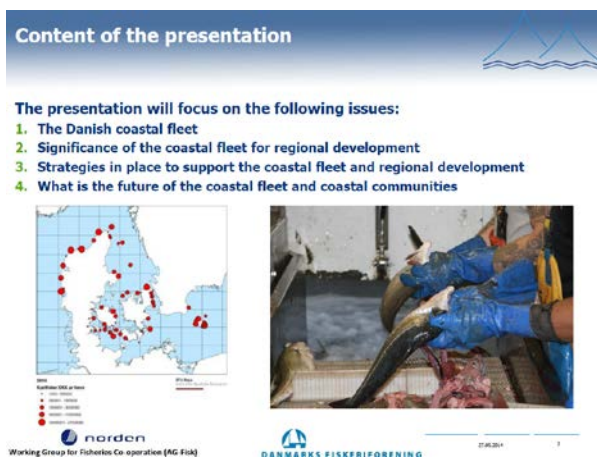 Content of the presentation
The presentation will focus on the following issues:
1. The Danish coastal fleet
2. Significance of the coastal fleet for regional development
3. Strategies in place to support the coastal fleet and regional development
4. What is the future of the coastal fleet and coastal communities
norden
Working Group for Fisheries Co-operation (AG-Fisk)
DANMARKS FISKERIFORENING